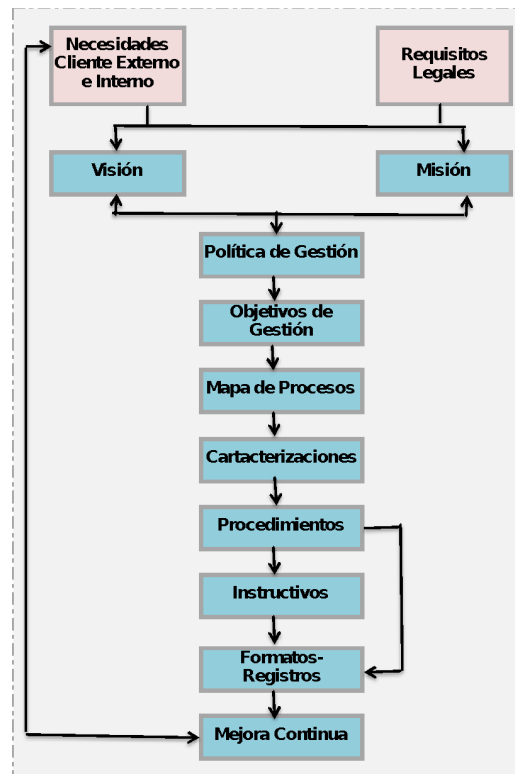 Necesidades
Cliente Externo
e Interno
Requisitos
Legales
Visión
Misión
Política de Gestión
Objetivos de
Gestión
Mapa de Procesos
Cartacterizaciones
Procedimientos
Instructivos
Formatos-
Registros
Mejora Continua